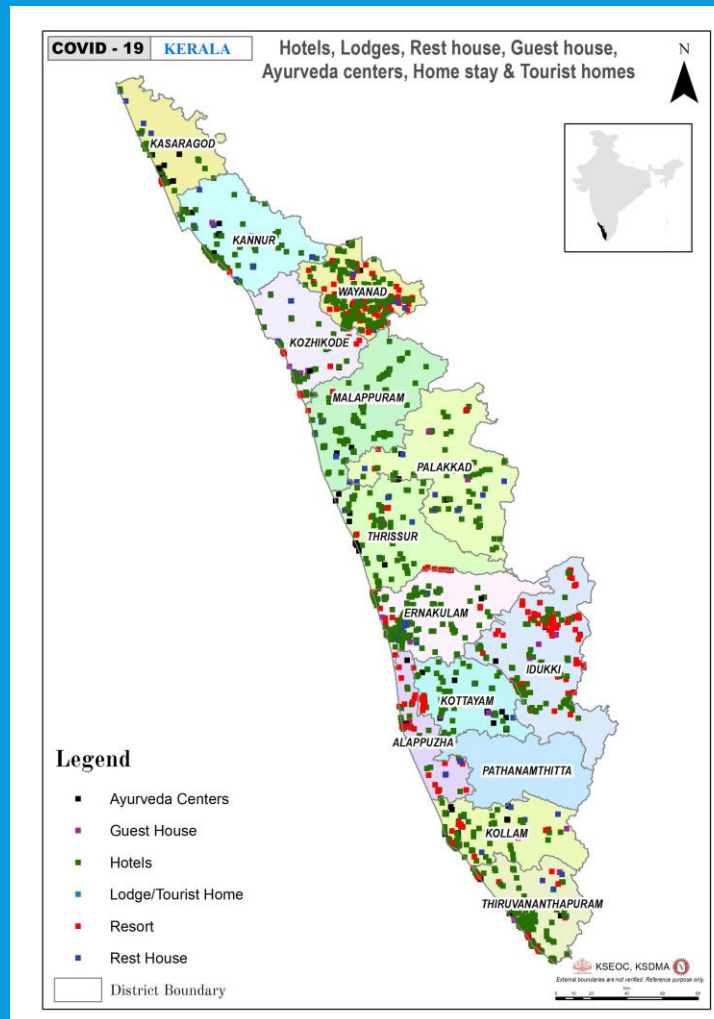 COVID - 19
KERALA
Hotels, Lodges, Rest house, Guest house,
Ayurveda centers, Home stay & Tourist homes
N
KASARAGOD
KANNUR
WAYANAD
KOZHIKODE
MALAPPURAM
PALAKKAD
THRISSUR
ERNAKULAM
IDUKKI
KOTTAYAM
ALAPPUZHA
PATHANAMTHITTA
KOLLAM
THIRUVANANTHAPURAM
Legend
Ayurveda Centers
Guest House
Hotels
Lodge/Tourist Home
Resort
Rest House
District Boundary
KSEOC, KSDMA
External boundaries are not verified. Reference purpose only.